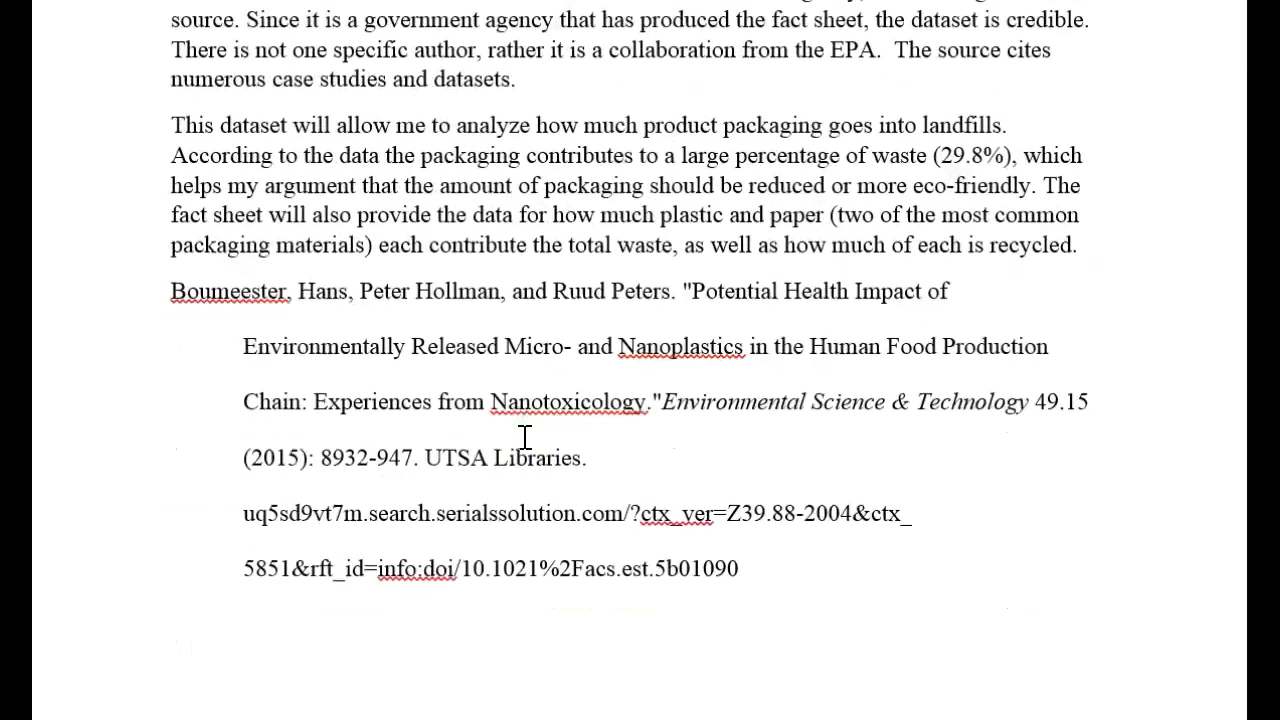 source. Since it is a government agency that has produced the fact sheet, the dataset is credible.
There is not one specific author, rather it is a collaboration from the EPA.  The source cites
numerous case studies and datasets.
This dataset will allow me to analyze how much product packaging goes into landfills.
According to the data the packaging contributes to a large percentage of waste (29.8%), which
helps my argument that the amount of packaging should be reduced or more eco-friendly. The
fact sheet will also provide the data for how much plastic and paper (two of the most common
packaging materials) each contribute the total waste, as well as how much of each is recycled.
Boumeester, Hans, Peter Hollman, and Ruud Peters. "Potential Health Impact of
Environmentally Released Micro- and Nanoplastics in the Human Food Production
Chain: Experiences from Nanotoxicology."Environmental Science & Technology 49.15
(2015): 8932-947. UTSA Libraries.
uq5sd9vt7m.search.serialssolution.com/?ctx_ver=Z39.88-2004&ctx_
5851&rft_id=info:doi/10.1021%2Facs.est.5b01090